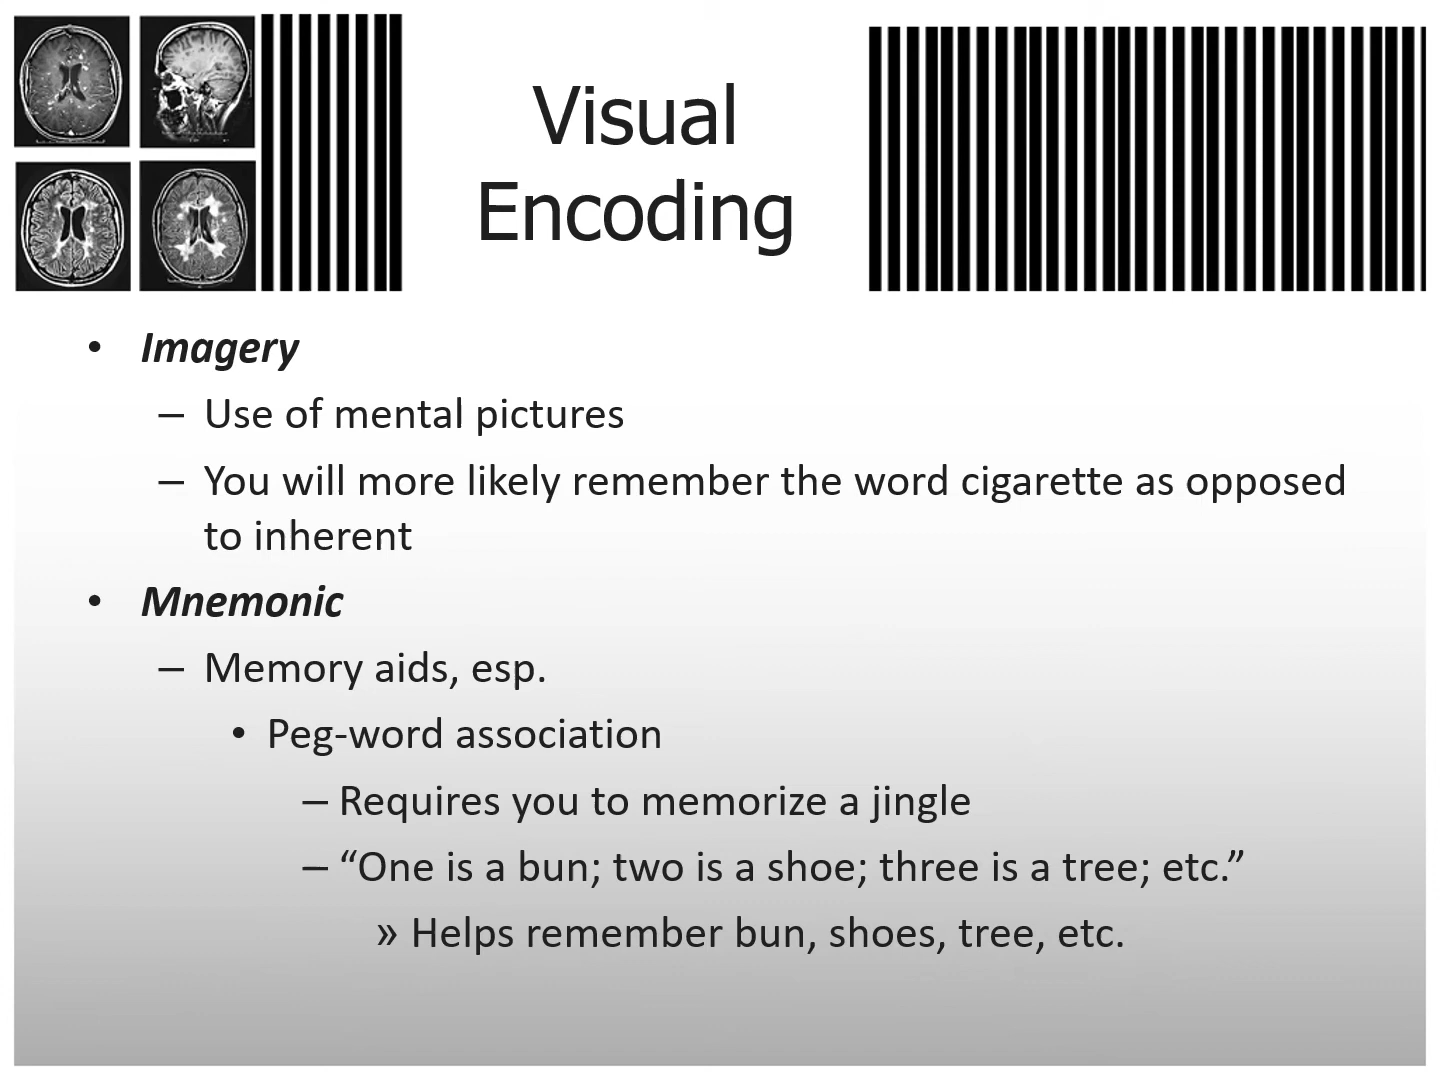 Visual
Encoding
• Imagery
– Use of mental pictures
– You will more likely remember the word cigarette as opposed
to inherent
• Mnemonic
– Memory aids, esp.
• Peg-word association
– Requires you to memorize a jingle
– “One is a bun; two is a shoe; three is a tree; etc.”
» Helps remember bun, shoes, tree, etc.